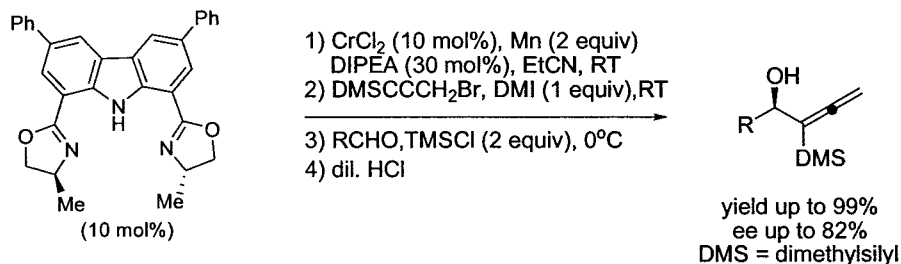 Ph
Ph
N
H
O
N
N
O
Me
Me
(10 mol%)
1) CrCl2 (10 mol%), Mn (2 equiv)
DIPEA (30 mol%), EtCN, RT
2) DMSCCCH2Br, DMI (1 equiv),RT
3) RCHO,TMSCl (2 equiv), 0oC
4) dil. HCl
OH
R
DMS
yield up to 99%
ee up to 82%
DMS = dimethylsilyl